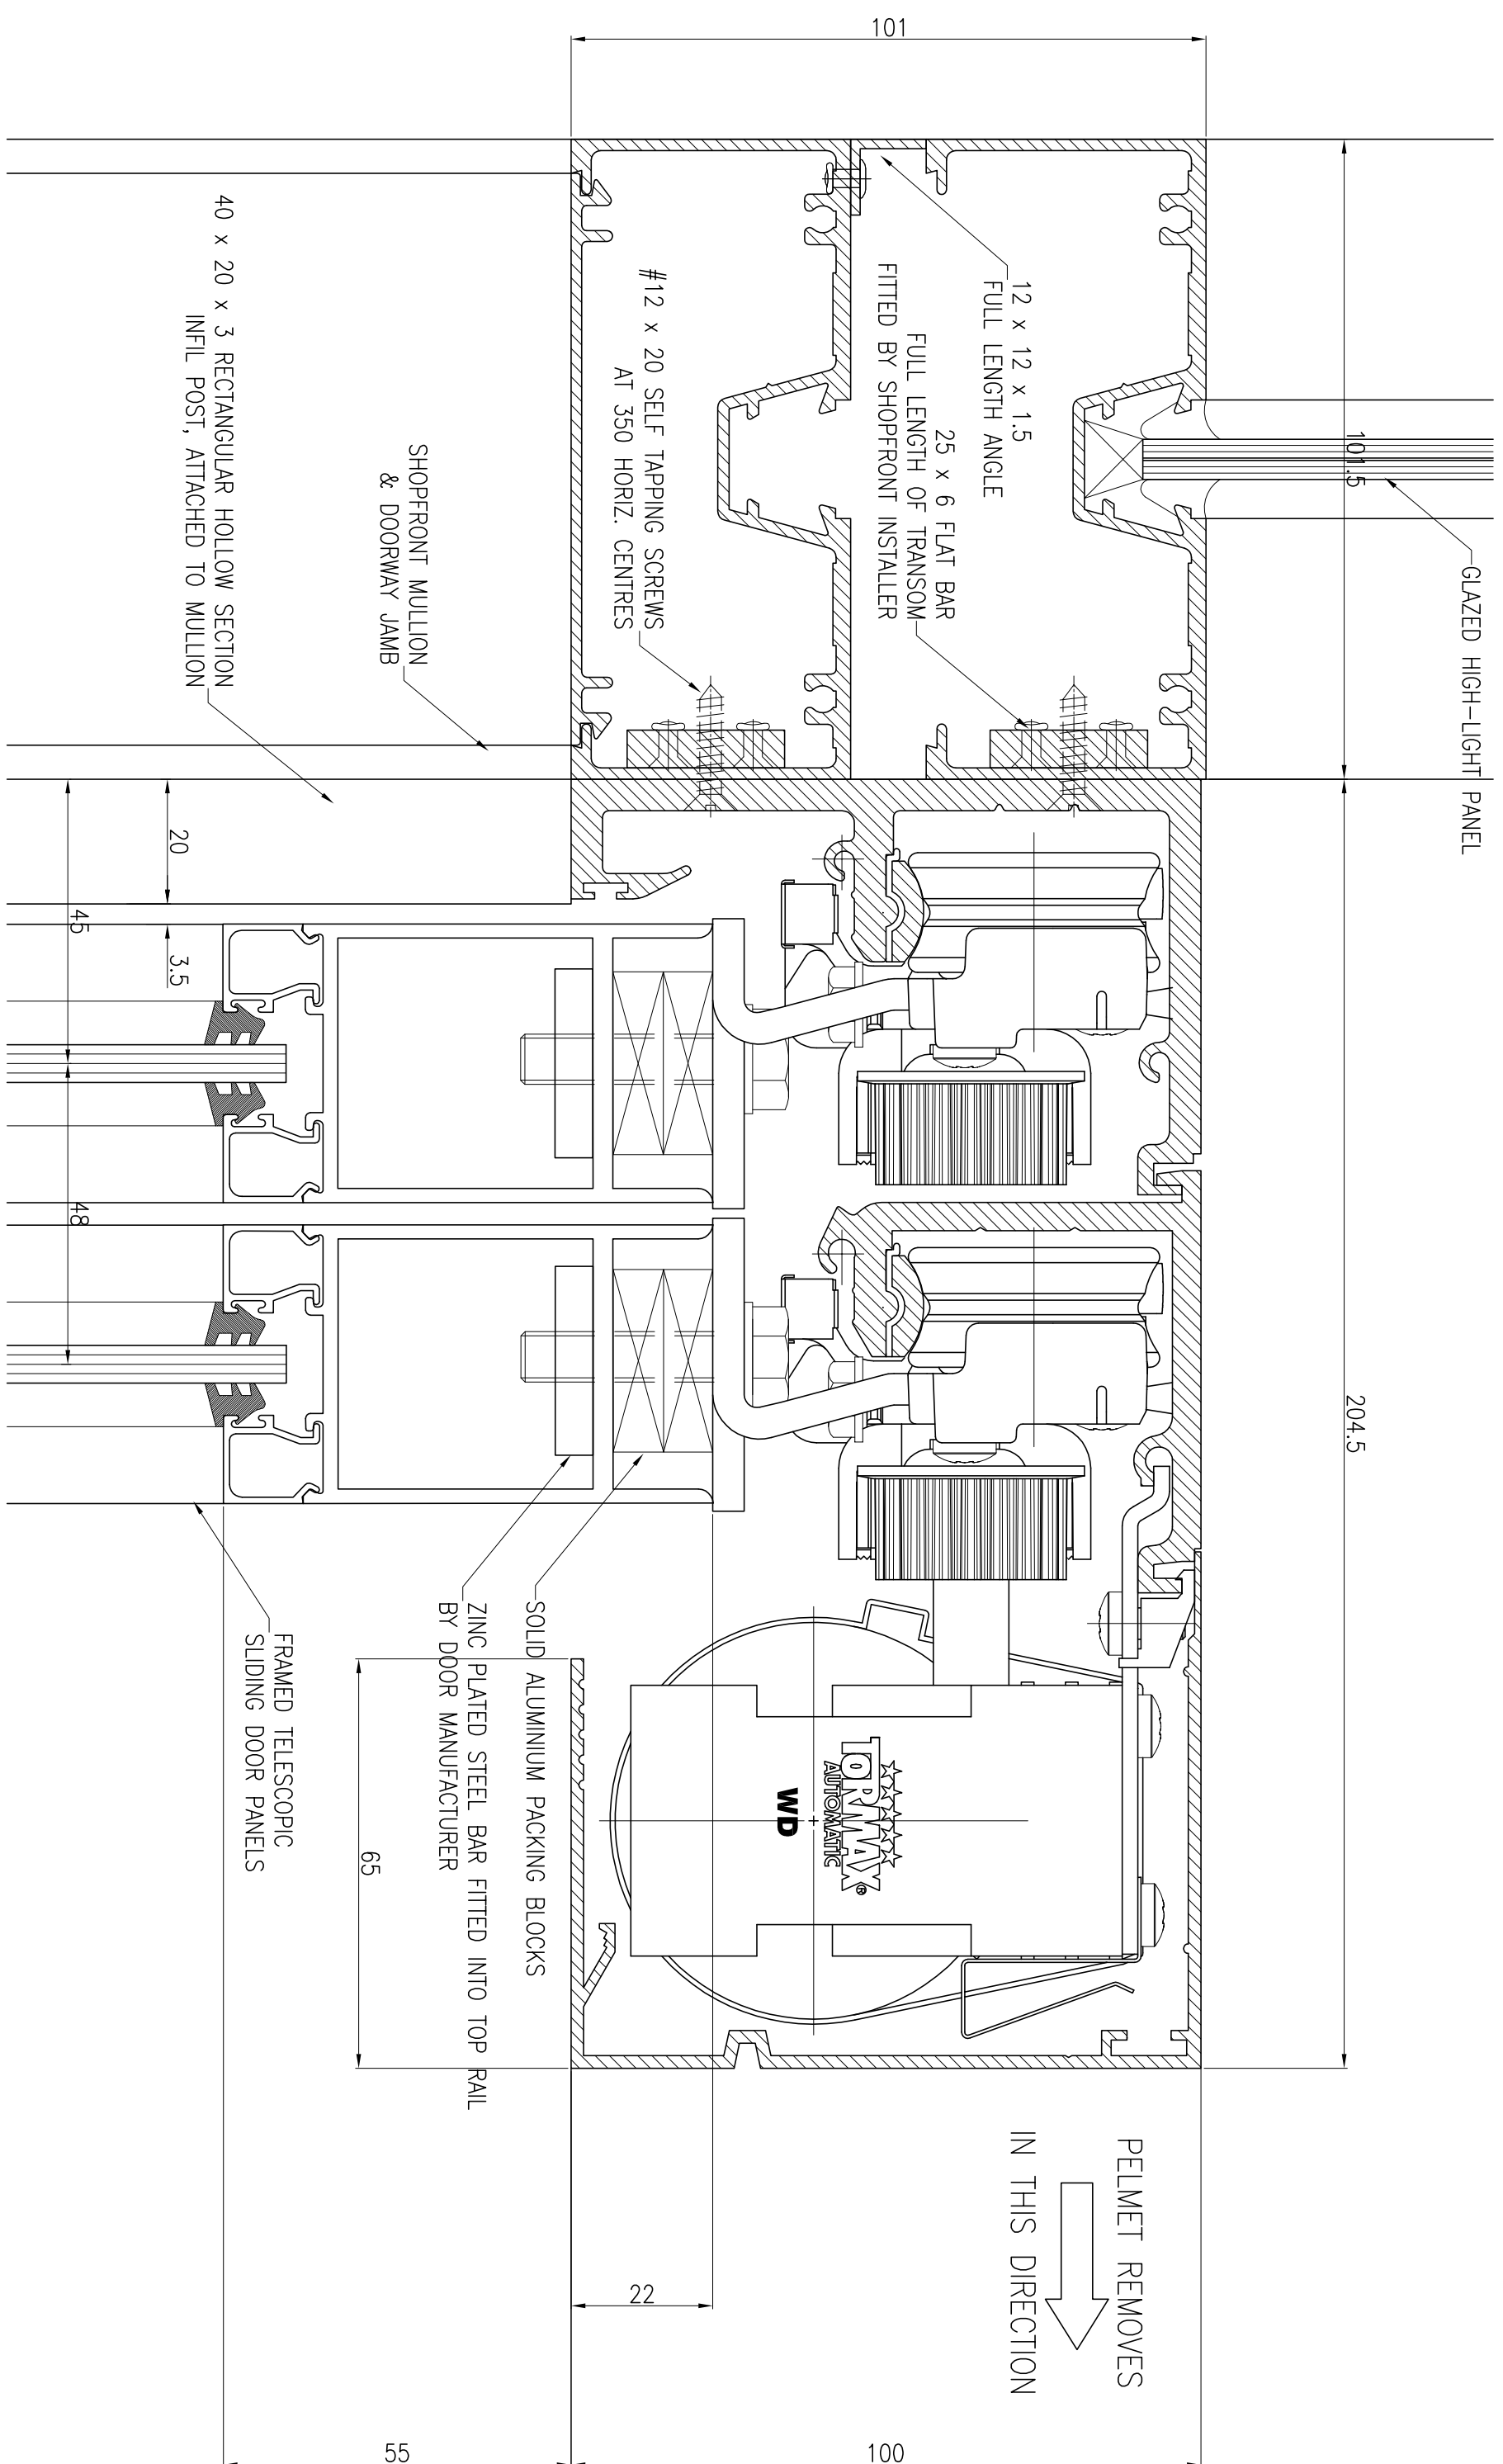 101
101.5
GLAZED HIGH-LIGHT PANEL
12 x 12 x 1.5
FULL LENGTH ANGLE
25 x 6 FLAT BAR
FULL LENGTH OF TRANSOM
FITTED BY SHOPFRONT INSTALLER
#12 x 20 SELF TAPPING SCREWS
AT 350 HORIZ. CENTRES
SHOPFRONT MULLION
& DOORWAY JAMB
40 x 20 x 3 RECTANGULAR HOLLOW SECTION
INFIL POST, ATTACHED TO MULLION
20
45
3.5
48
204.5
SOLID ALUMINIUM PACKING BLOCKS
ZINC PLATED STEEL BAR FITTED INTO TOP RAIL
BY DOOR MANUFACTURER
FRAMED TELESCOPIC
SLIDING DOOR PANELS
65
TORMAX®
AUTOMATIC
WD
PELMET REMOVES
IN THIS DIRECTION
22
55
100